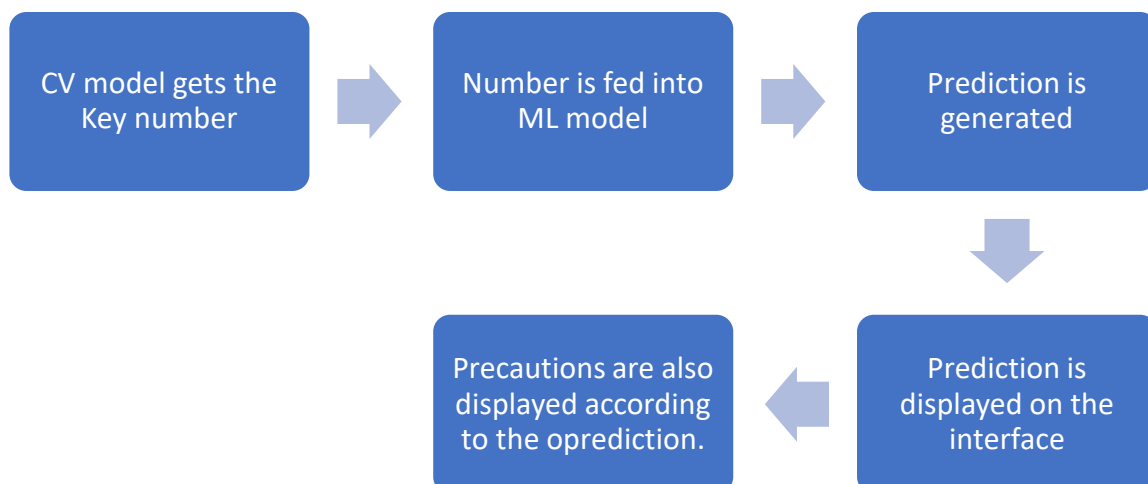 CV model gets the
Key number
Number is fed into
ML model
Prediction is
generated
Prediction is
displayed on the
interface
Precautions are also
displayed according
to the oprediction.